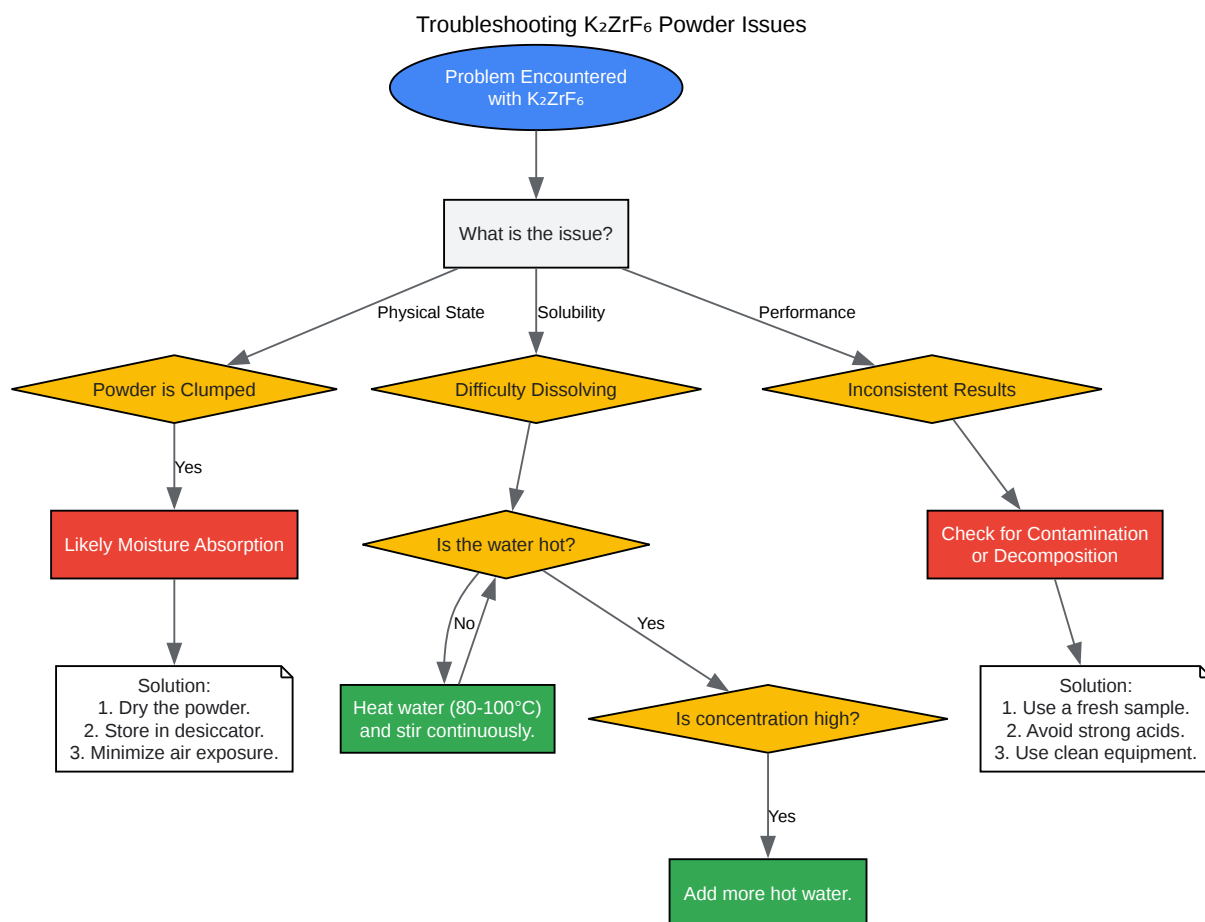 Troubleshooting K₂ZrF₆ Powder Issues
Problem Encountered
with K₂ZrF₆
What is the issue?
Physical State
Solubility
Performance
Powder is Clumped
Difficulty Dissolving
Inconsistent Results
Yes
Likely Moisture Absorption
Is the water hot?
Check for Contamination
or Decomposition
No
Yes
Solution:
1. Dry the powder.
2. Store in desiccator.
3. Minimize air exposure.
Heat water (80-100°C)
and stir continuously.
Is concentration high?
Solution:
1. Use a fresh sample.
2. Avoid strong acids.
3. Use clean equipment.
Yes
Add more hot water.